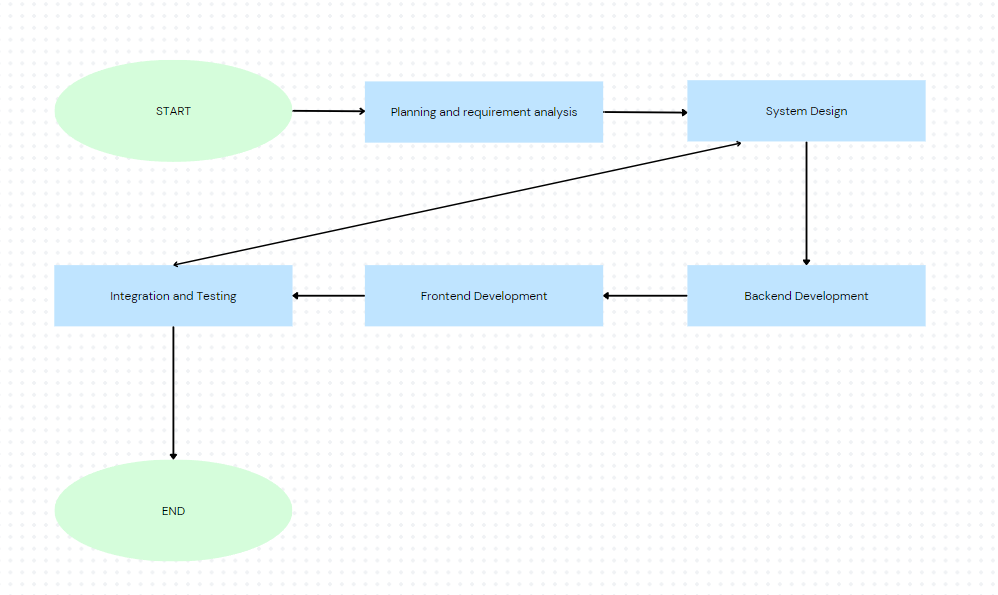 START
Planning and requirement analysis
System Design
Integration and Testing
Frontend Development
Backend Development
END